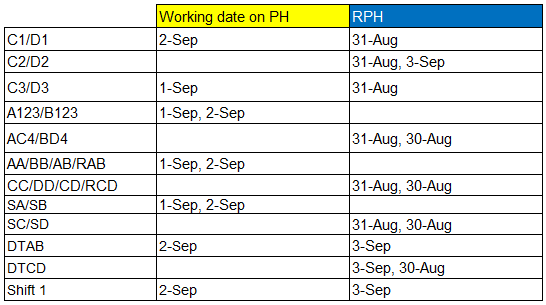 Working date on PH RPH
C1/D1 2-Sep 31-Aug
C2/D2 31-Aug, 3-Sep
C3/D3 1-Sep 31-Aug
A123/B123 1-Sep, 2-Sep
AC4/BD4 31-Aug, 30-Aug
AA/BB/AB/RAB 1-Sep, 2-Sep
CC/DD/CD/RCD 31-Aug, 30-Aug
SA/SB 1-Sep, 2-Sep
SC/SD 31-Aug, 30-Aug
DTAB 2-Sep 3-Sep
DTCD 3-Sep, 30-Aug
Shift 1 2-Sep 3-Sep